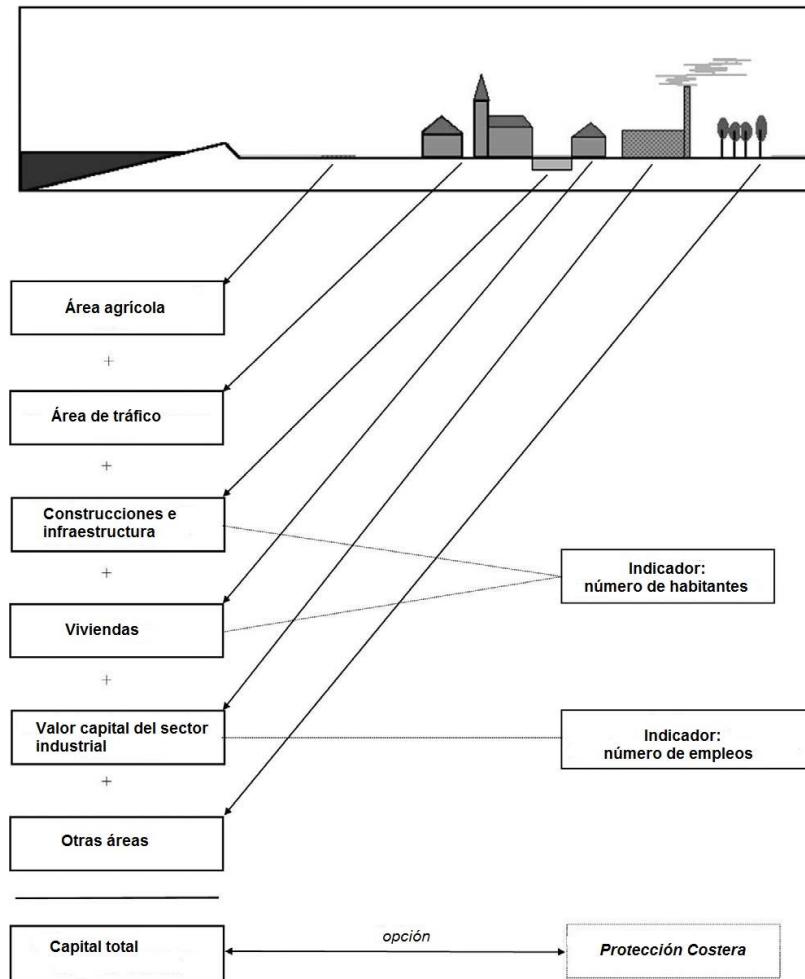 Área agrícola
+
Área de tráfico
+
Construcciones e
infraestructura
+
Indicador:
número de habitantes
Viviendas
+
Valor capital del sector
industrial
Indicador:
número de empleos
+
Otras áreas
Capital total
opción
Protección Costera